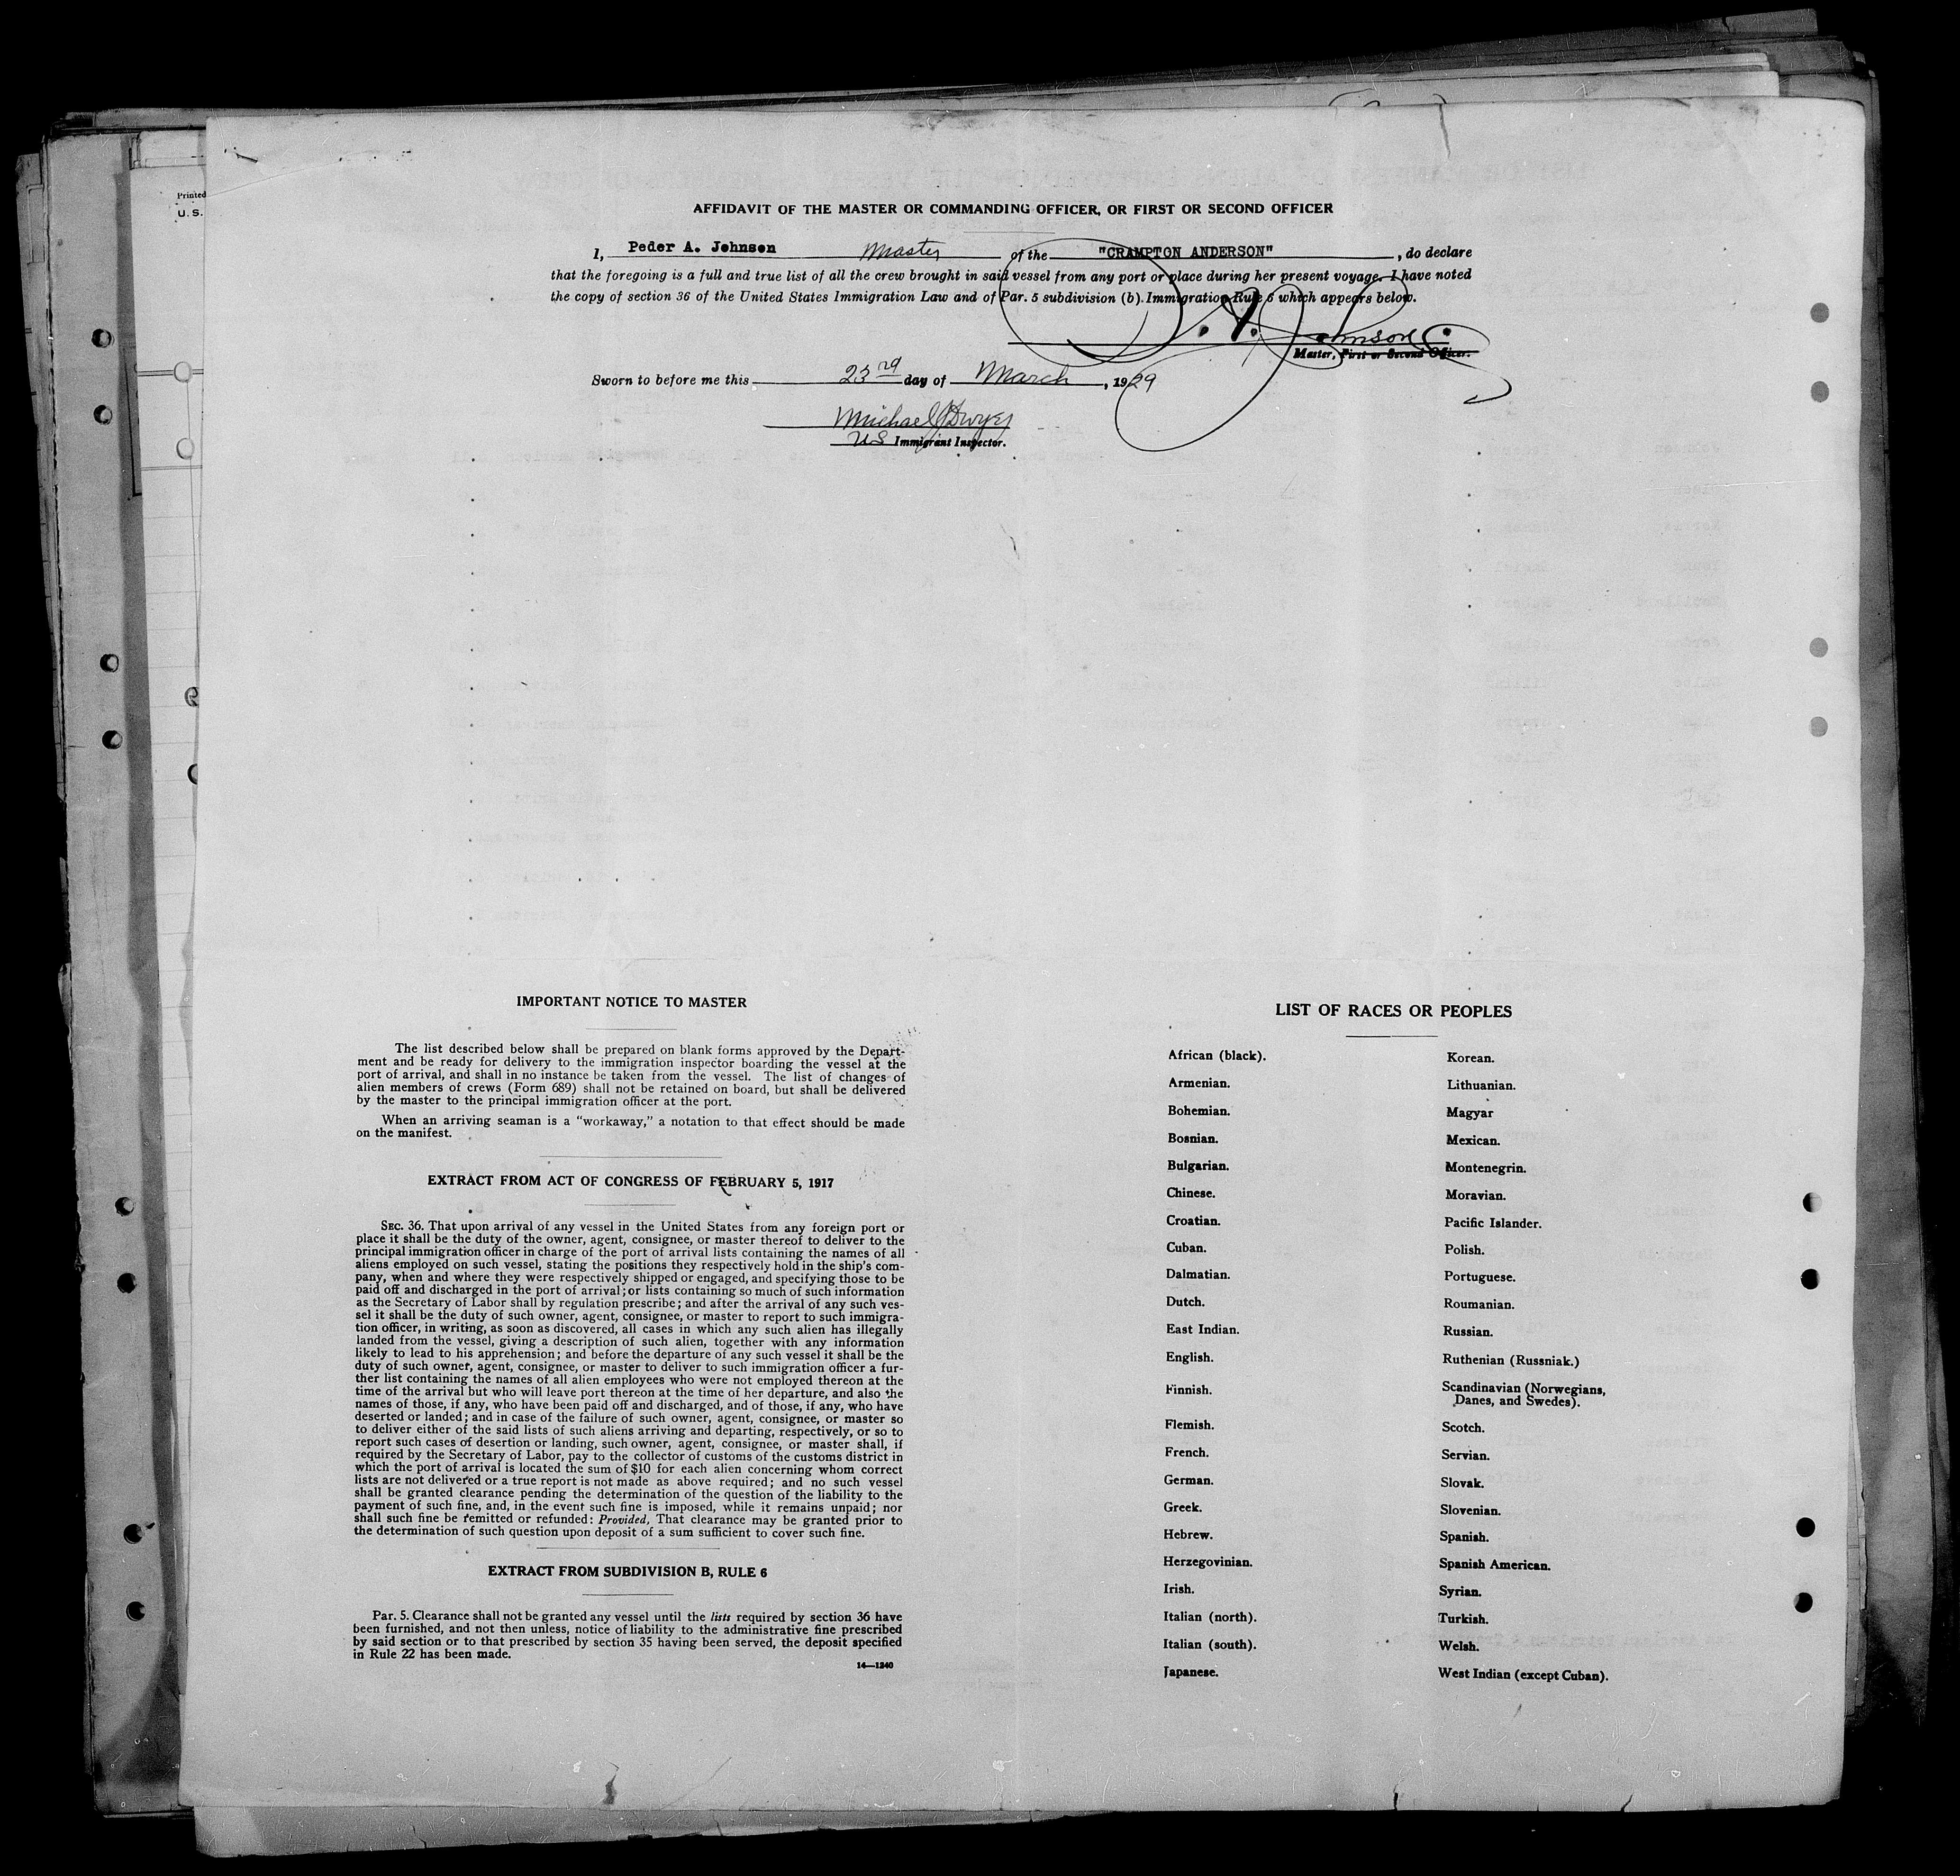 Printed
U. S.
AFFIDAVIT OF THE MASTER OR COMMANDING OFFICER, OR FIRST OR SECOND OFFICER
I, Peder A. Johnson Master of the "CRAMPTON ANDERSON", do declare
that the foregoing is a full and true list of all the crew brought in said vessel from any port or place during her present voyage. I have noted
the copy of section 36 of the United States Immigration Law and of Par. 5 subdivision (b) Immigration Rule 6 which appears below.
Johnson
Master, First or Second Officer.
Sworn to before me this 23rd day of March, 1929
Michael J Dwyer
US Immigrant Inspector.
IMPORTANT NOTICE TO MASTER
The list described below shall be prepared on blank forms approved by the Depart-
ment and be ready for delivery to the immigration inspector boarding the vessel at the
port of arrival, and shall in no instance be taken from the vessel. The list of changes of
alien members of crews (Form 689) shall not be retained on board, but shall be delivered
by the master to the principal immigration officer at the port.
When an arriving seaman is a "workaway," a notation to that effect should be made
on the manifest.
EXTRACT FROM ACT OF CONGRESS OF FEBRUARY 5, 1917
SEC. 36. That upon arrival of any vessel in the United States from any foreign port or
place it shall be the duty of the owner, agent, consignee, or master thereof to deliver to the
principal immigration officer in charge of the port of arrival lists containing the names of all
aliens employed on such vessel, stating the positions they respectively hold in the ship's com-
pany, when and where they were respectively shipped or engaged, and specifying those to be
paid off and discharged in the port of arrival; or lists containing so much of such information
as the Secretary of Labor shall by regulation prescribe; and after the arrival of any such ves-
sel it shall be the duty of such owner, agent, consignee, or master to report to such immigra-
tion officer, in writing, as soon as discovered, all cases in which any such alien has illegally
landed from the vessel, giving a description of such alien, together with any information
likely to lead to his apprehension; and before the departure of any such vessel it shall be the
duty of such owner, agent, consignee, or master to deliver to such immigration officer a fur-
ther list containing the names of all alien employees who were not employed thereon at the
time of the arrival but who will leave port thereon at the time of her departure, and also the
names of those, if any, who have been paid off and discharged, and of those, if any, who have
deserted or landed; and in case of the failure of such owner, agent, consignee, or master so
to deliver either of the said lists of such aliens arriving and departing, respectively, or so to
report such cases of desertion or landing, such owner, agent, consignee, or master shall, if
required by the Secretary of Labor, pay to the collector of customs of the customs district in
which the port of arrival is located the sum of $10 for each alien concerning whom correct
lists are not delivered or a true report is not made as above required; and no such vessel
shall be granted clearance pending the determination of the question of the liability to the
payment of such fine, and, in the event such fine is imposed, while it remains unpaid; nor
shall such fine be remitted or refunded: Provided, That clearance may be granted prior to
the determination of such question upon deposit of a sum sufficient to cover such fine.
EXTRACT FROM SUBDIVISION B, RULE 6
Par. 5. Clearance shall not be granted any vessel until the lists required by section 36 have
been furnished, and not then unless, notice of liability to the administrative fine prescribed
by said section or to that prescribed by section 35 having been served, the deposit specified
in Rule 22 has been made.
14—1240
LIST OF RACES OR PEOPLES
African (black).
Armenian.
Bohemian.
Bosnian.
Bulgarian.
Chinese.
Croatian.
Cuban.
Dalmatian.
Dutch.
East Indian.
English.
Finnish.
Flemish.
French.
German.
Greek.
Hebrew.
Herzegovinian.
Irish.
Italian (north).
Italian (south).
Japanese.
Korean.
Lithuanian.
Magyar
Mexican.
Montenegrin.
Moravian.
Pacific Islander.
Polish.
Portuguese.
Roumanian.
Russian.
Ruthenian (Russniak.)
Scandinavian (Norwegians,
Danes, and Swedes).
Scotch.
Servian.
Slovak.
Slovenian.
Spanish.
Spanish American.
Syrian.
Turkish.
Welsh.
West Indian (except Cuban).